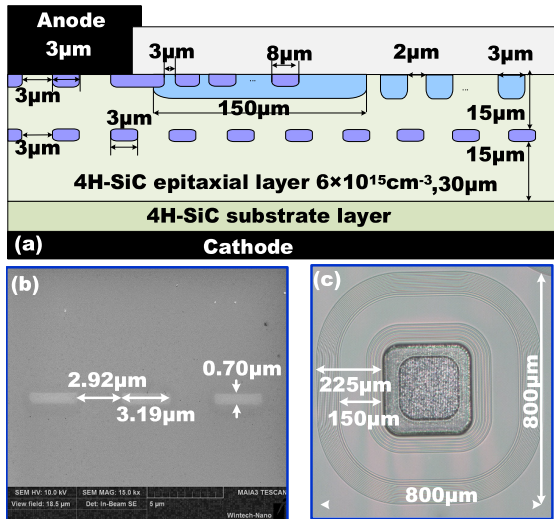 Anode
3μm
3μm
8μm
2μm
3μm
3μm
150μm
15μm
3μm
3μm
15μm
4H-SiC epitaxial layer 6×10¹⁵cm⁻³,30μm
4H-SiC substrate layer
(a)
Cathode
(b)
2.92μm
0.70μm
3.19μm
SEM HV: 10.0 kV
SEM MAG: 15.0 kx
MAIA3 TESCAN
View field: 18.5 μm
Det: In-Beam SE
5 μm
Wintech-Nano
(c)
225μm
150μm
800μm
800μm